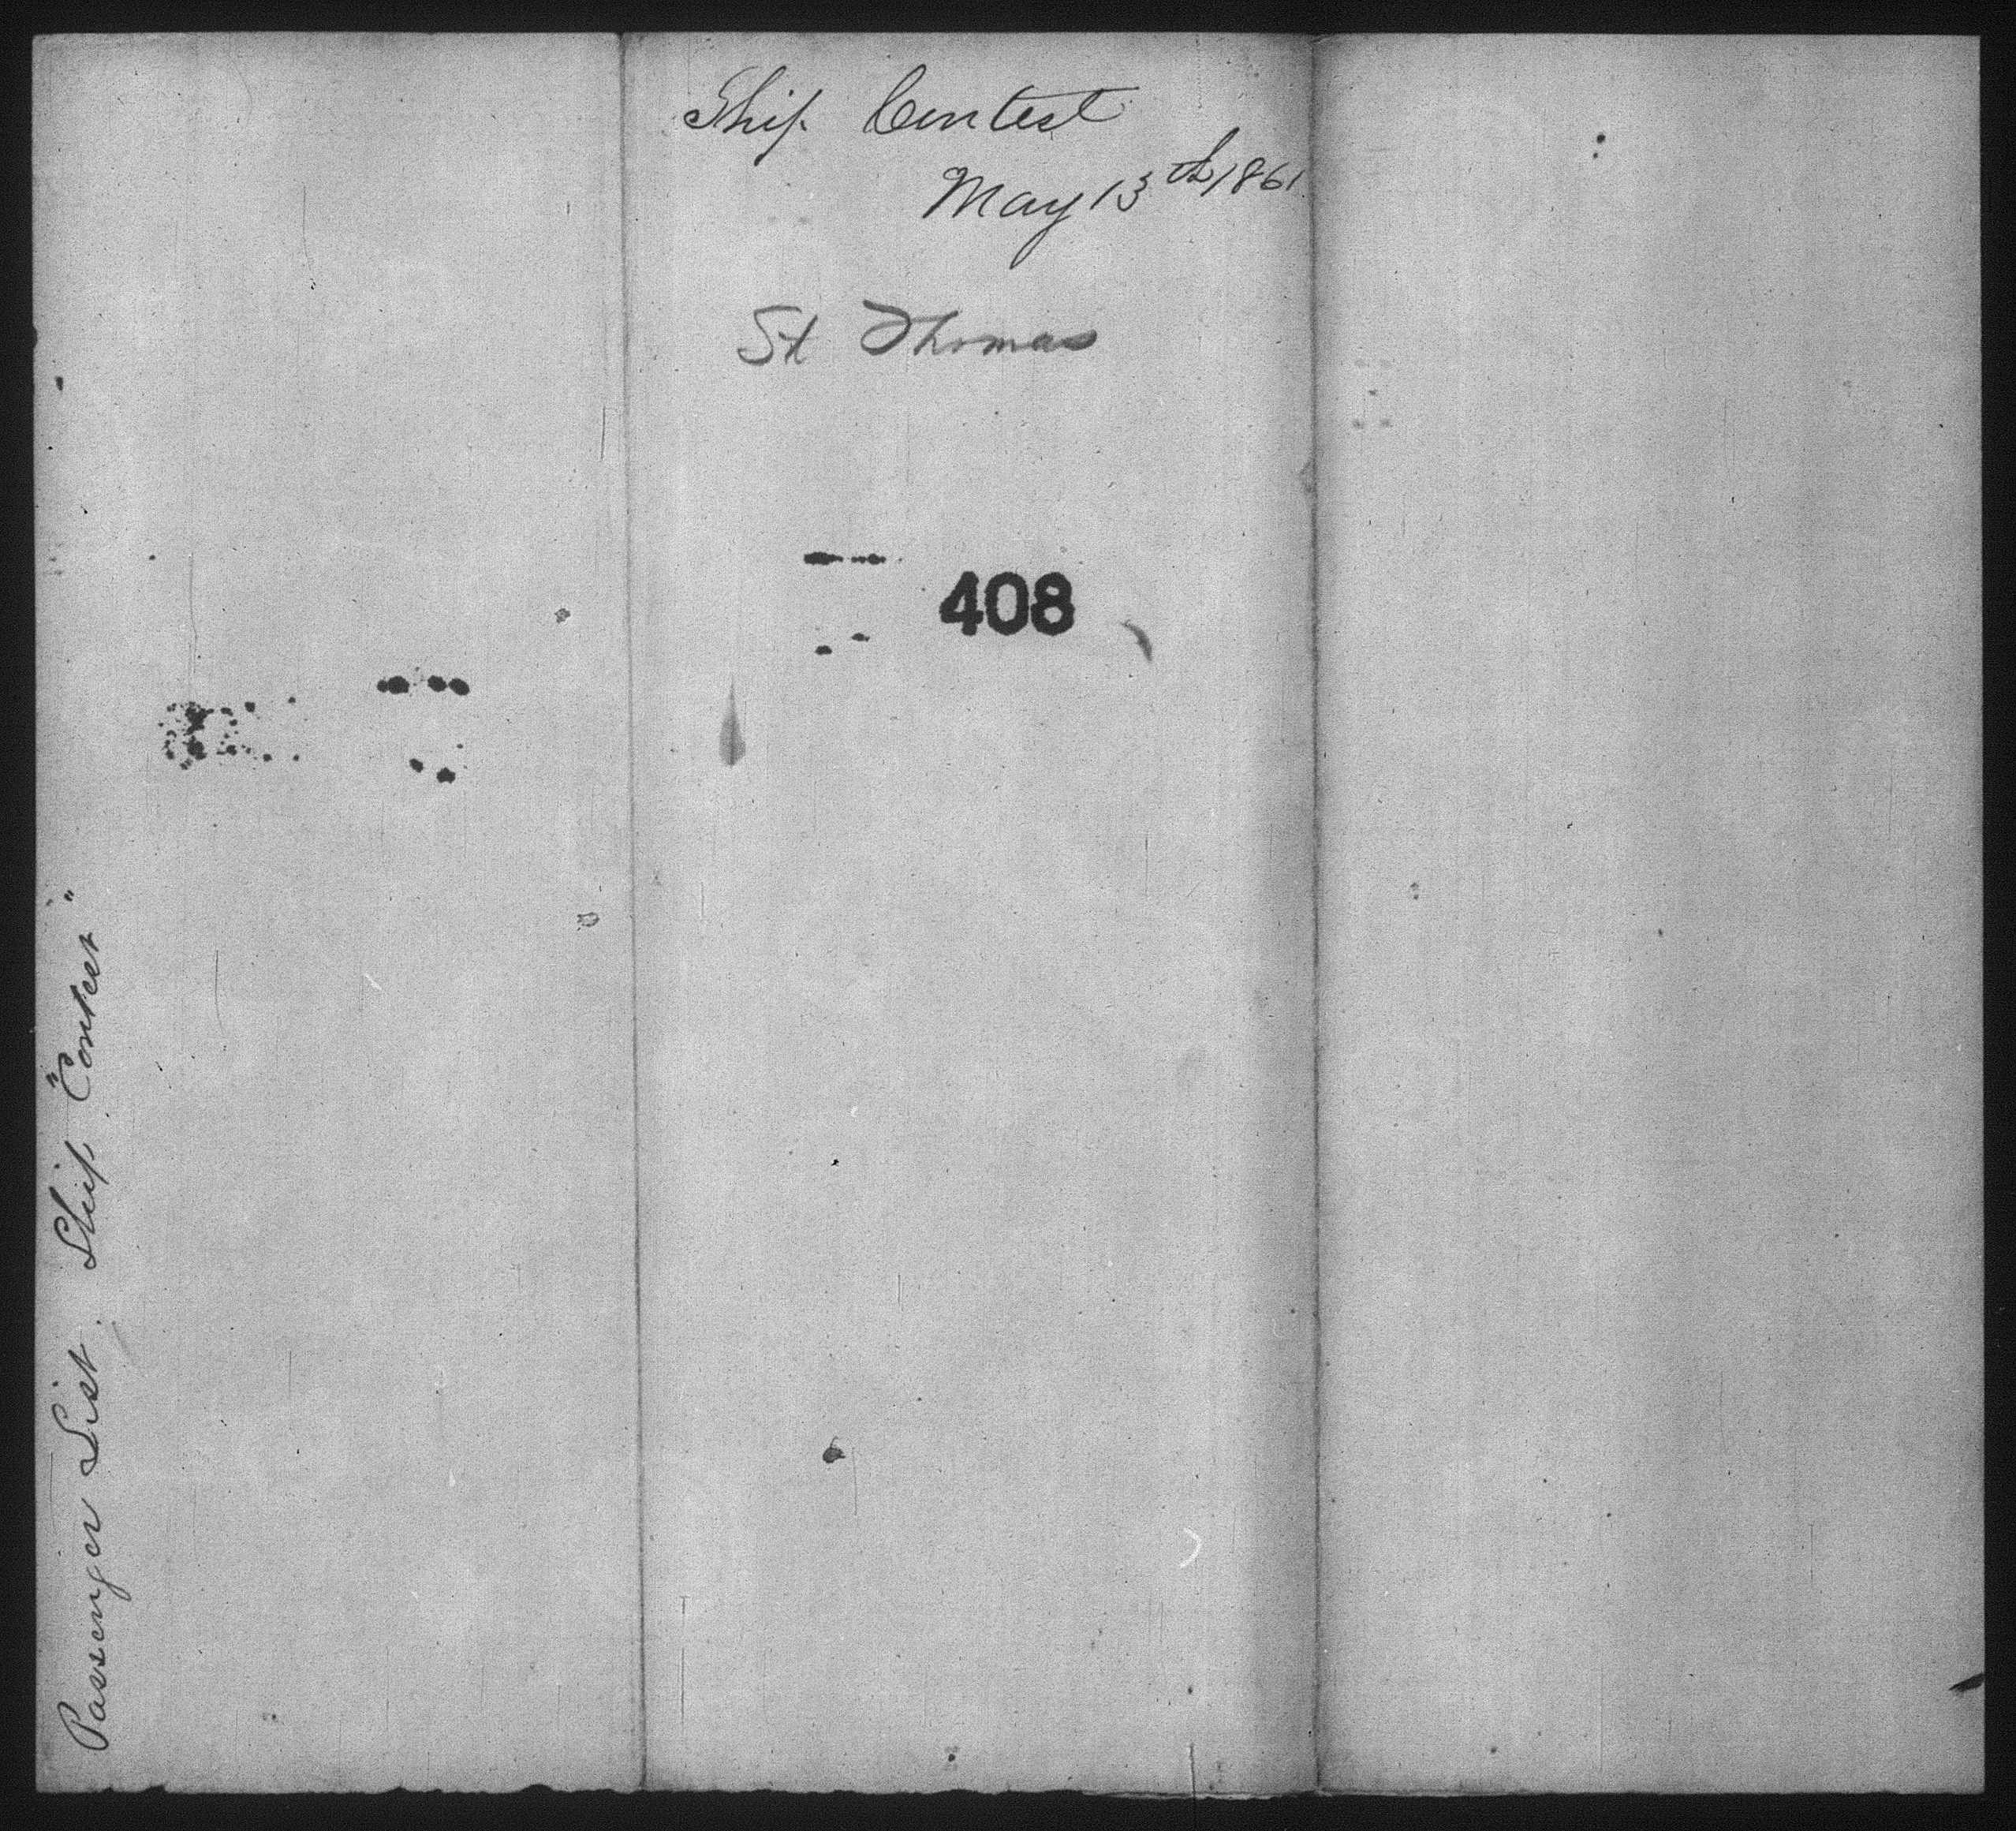 Ship Contest
May 13th 1861
St Thomas
408
Passenger List. Ship "Contest"